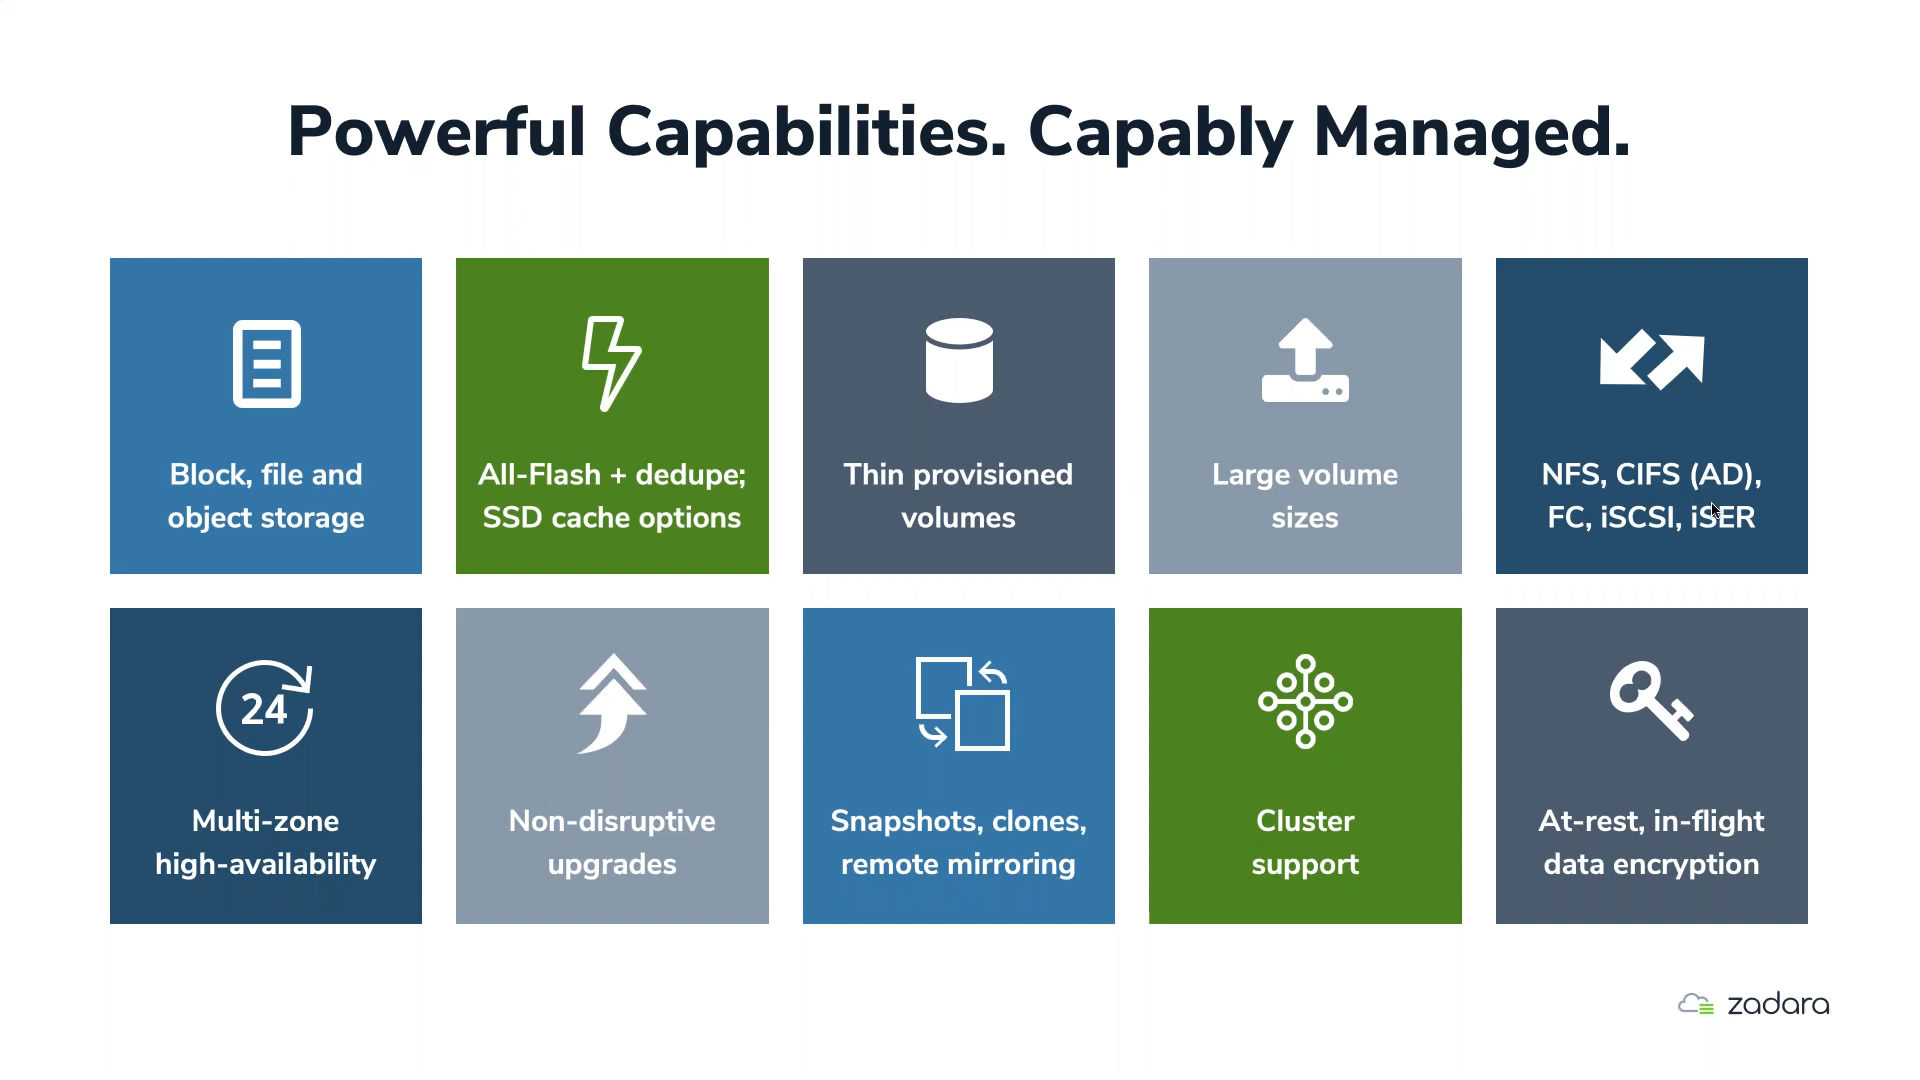 Powerful Capabilities. Capably Managed.
Block, file and
object storage
All-Flash + dedupe;
SSD cache options
Thin provisioned
volumes
Large volume
sizes
NFS, CIFS (AD),
FC, iSCSI, iSER
24
Multi-zone
high-availability
Non-disruptive
upgrades
Snapshots, clones,
remote mirroring
Cluster
support
At-rest, in-flight
data encryption
zadara